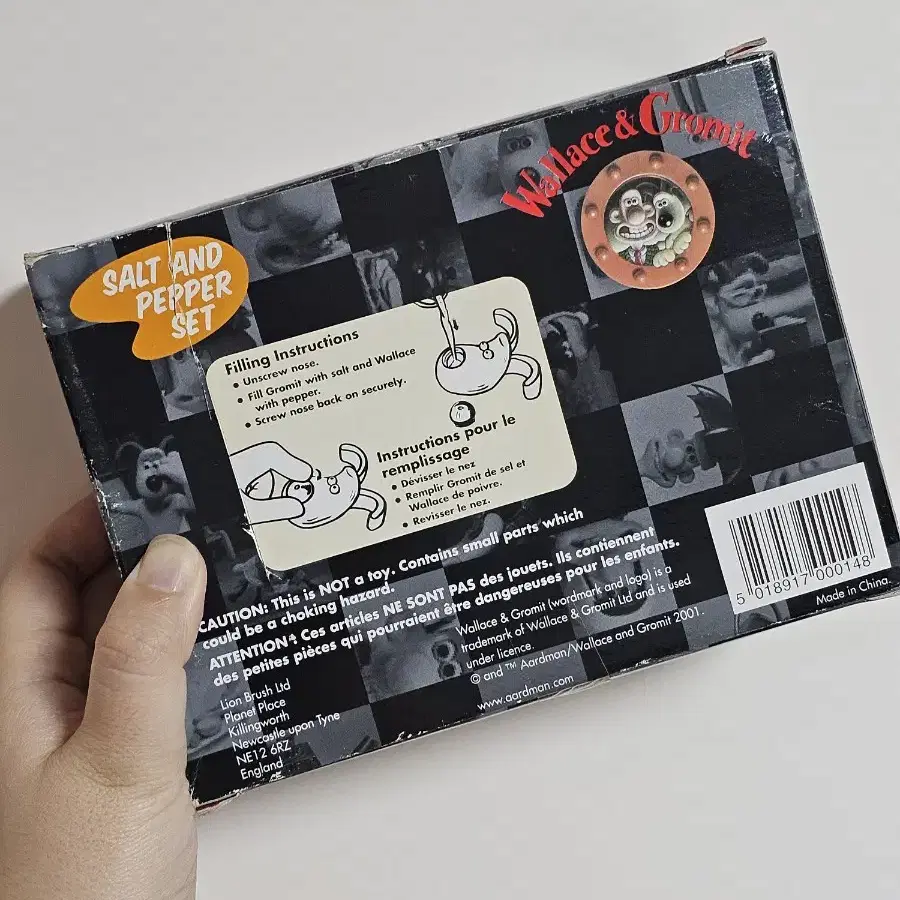 Wallace & Gromit™
SALT AND
PEPPER
SET
Filling Instructions
• Unscrew nose.
• Fill Gromit with salt and Wallace
with pepper.
• Screw nose back on securely.
Instructions pour le
remplissage
• Dévisser le nez
• Remplir Gromit de sel et
Wallace de poivre.
• Revisser le nez.
CAUTION: This is NOT a toy. Contains small parts which
could be a choking hazard.
ATTENTION: Ces articles NE SONT PAS des jouets. Ils contiennent
des petites pièces qui pourraient être dangereuses pour les enfants.
Lion Brush Ltd
Planet Place
Killingworth
Newcastle upon Tyne
NE12 6RZ
England
Wallace & Gromit (wordmark and logo) is a
trademark of Wallace & Gromit Ltd and is used
under licence.
© and ™ Aardman/Wallace and Gromit 2001.
www.aardman.com
5 018917 000148
Made in China.